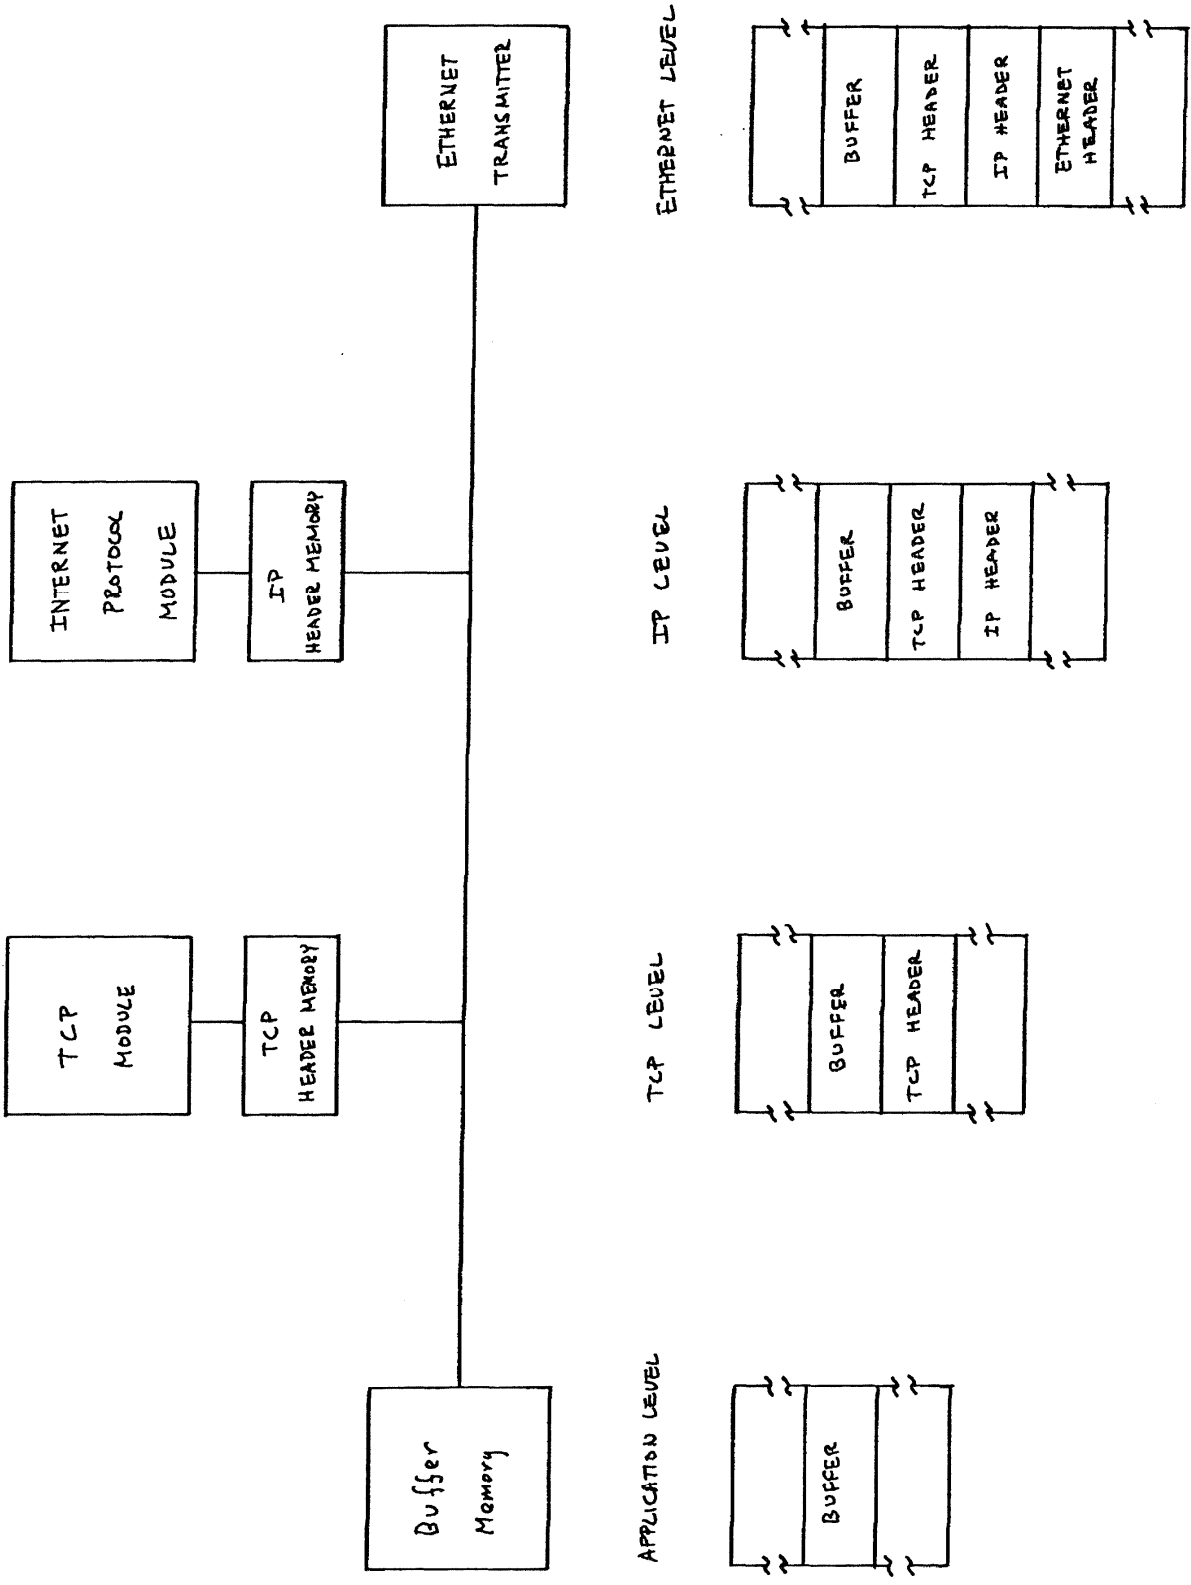 TCP
MODULE
INTERNET
PROTOCOL
MODULE
TCP
HEADER MEMORY
IP
HEADER MEMORY
Buffer
Memory
ETHERNET
TRANSMITTER
APPLICATION LEVEL
TCP LEVEL
IP LEVEL
ETHERNET LEVEL
BUFFER
BUFFER
TCP HEADER
BUFFER
TCP HEADER
IP HEADER
BUFFER
TCP HEADER
IP HEADER
ETHERNET
HEADER